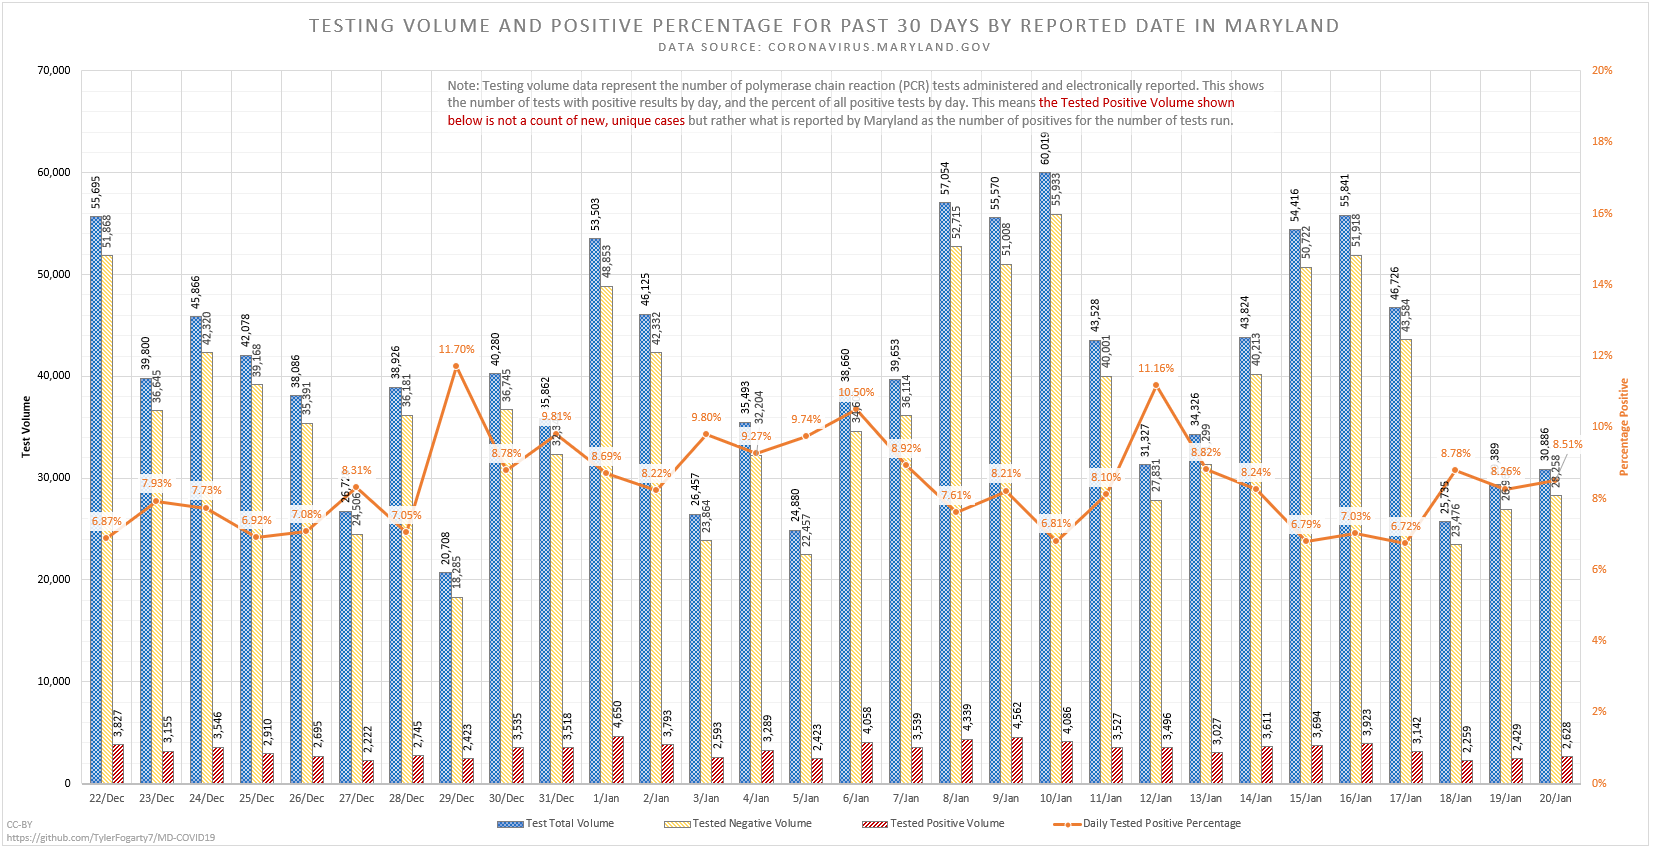 TESTING VOLUME AND POSITIVE PERCENTAGE FOR PAST 30 DAYS BY REPORTED DATE IN MARYLAND
DATA SOURCE: CORONAVIRUS.MARYLAND.GOV
Note: Testing volume data represent the number of polymerase chain reaction (PCR) tests administered and electronically reported. This shows
the number of tests with positive results by day, and the percent of all positive tests by day. This means the Tested Positive Volume shown
below is not a count of new, unique cases but rather what is reported by Maryland as the number of positives for the number of tests run.
Test Volume
70,000
60,000
50,000
40,000
30,000
20,000
10,000
0
Percentage Positive
20%
18%
16%
14%
12%
10%
8%
6%
4%
2%
0%
55,695 51,868 6.87% 3,827
39,800 36,645 7.93% 3,155
45,866 42,320 7.73% 3,546
42,078 39,168 6.92% 2,910
38,086 35,391 7.08% 2,695
24,506 8.31% 2,222
38,926 36,181 7.05% 2,745
20,708 18,285 11.70% 2,423
40,280 36,745 8.78% 3,535
35,862 9.81% 3,518
53,503 48,853 8.69% 4,650
46,125 42,332 8.22% 3,793
26,457 23,864 9.80% 2,593
35,493 32,204 9.27% 3,289
24,880 22,457 9.74% 2,423
38,660 10.50% 4,058
39,653 36,114 8.92% 3,539
57,054 52,715 7.61% 4,339
55,570 51,008 8.21% 4,562
60,019 55,933 6.81% 4,086
43,528 40,001 8.10% 3,527
31,327 27,831 11.16% 3,496
34,326 8.82% 3,027
43,824 40,213 8.24% 3,611
54,416 50,722 6.79% 3,694
55,841 51,918 7.03% 3,923
46,726 43,584 6.72% 3,142
25,735 23,476 8.78% 2,259
8.26% 2,429
30,886 28,258 8.51% 2,628
22/Dec 23/Dec 24/Dec 25/Dec 26/Dec 27/Dec 28/Dec 29/Dec 30/Dec 31/Dec 1/Jan 2/Jan 3/Jan 4/Jan 5/Jan 6/Jan 7/Jan 8/Jan 9/Jan 10/Jan 11/Jan 12/Jan 13/Jan 14/Jan 15/Jan 16/Jan 17/Jan 18/Jan 19/Jan 20/Jan
Test Total Volume Tested Negative Volume Tested Positive Volume Daily Tested Positive Percentage
CC-BY
https://github.com/TylerFogarty7/MD-COVID19